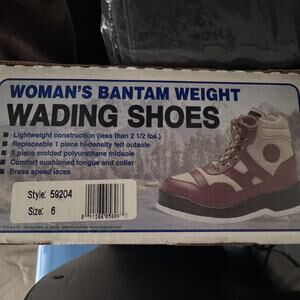 WOMAN'S BANTAM WEIGHT
WADING SHOES
Lightweight construction (less than 2 1/2 lbs.)
Replaceable 1 piece hi-density felt outsole
1 piece molded polyurethane midsole
Comfort cushioned tongue and collar
Brass speed laces
Style: 59204
Size: 6